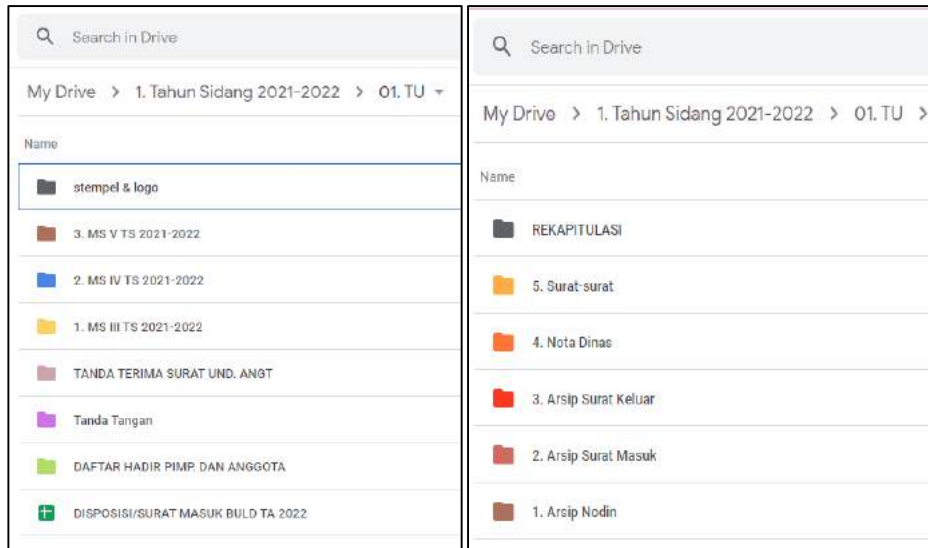 Search in Drive
My Drive > 1. Tahun Sidang 2021-2022 > 01. TU
Name
stempel & logo
3. MS V TS 2021-2022
2. MS IV TS 2021-2022
1. MS III TS 2021-2022
TANDA TERIMA SURAT UND. ANGT
Tanda Tangan
DAFTAR HADIR PIMP. DAN ANGGOTA
DISPOSISI/SURAT MASUK BULD TA 2022
Search in Drive
My Drive > 1. Tahun Sidang 2021-2022 > 01. TU >
Name
REKAPITULASI
5. Surat-surat
4. Nota Dinas
3. Arsip Surat Keluar
2. Arsip Surat Masuk
1. Arsip Nodin